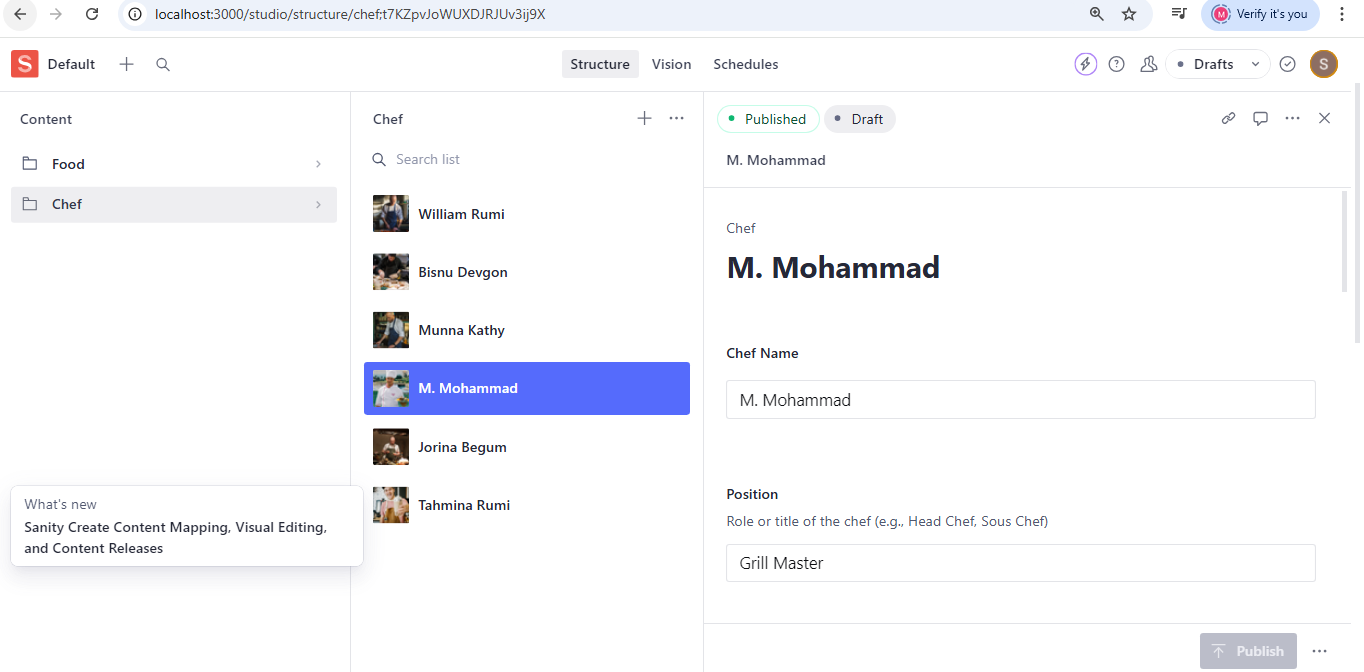 localhost:3000/studio/structure/chef;t7KZpvJoWUXDJRJUv3ij9X
M
Verify it's you
S
Default
Structure
Vision
Schedules
Drafts
S
Content
Food
Chef
What's new
Sanity Create Content Mapping, Visual Editing,
and Content Releases
Chef
Search list
William Rumi
Bisnu Devgon
Munna Kathy
M. Mohammad
Jorina Begum
Tahmina Rumi
Published
Draft
M. Mohammad
Chef
M. Mohammad
Chef Name
M. Mohammad
Position
Role or title of the chef (e.g., Head Chef, Sous Chef)
Grill Master
Publish